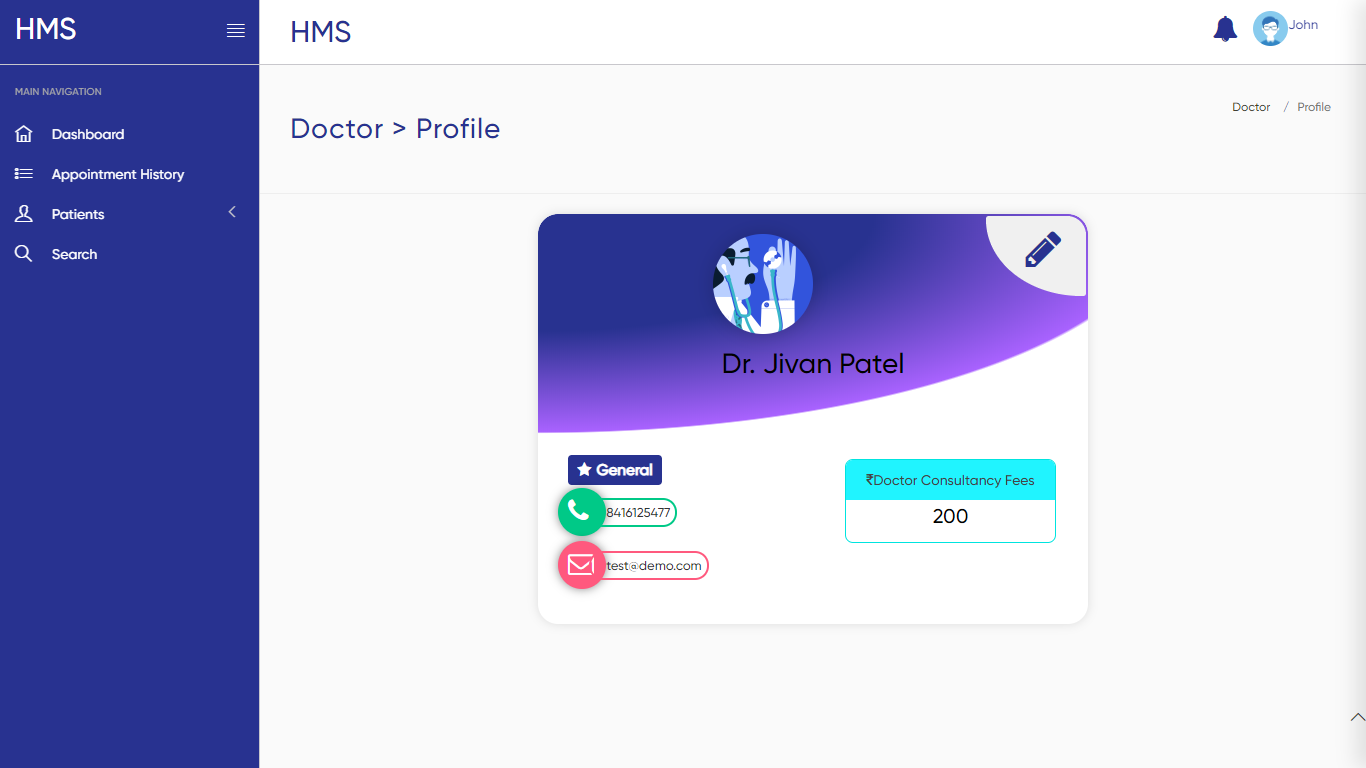 HMS
HMS
John
MAIN NAVIGATION
Dashboard
Appointment History
Patients
Search
Doctor > Profile
Doctor / Profile
Dr. Jivan Patel
General
8416125477
test@demo.com
₹Doctor Consultancy Fees
200